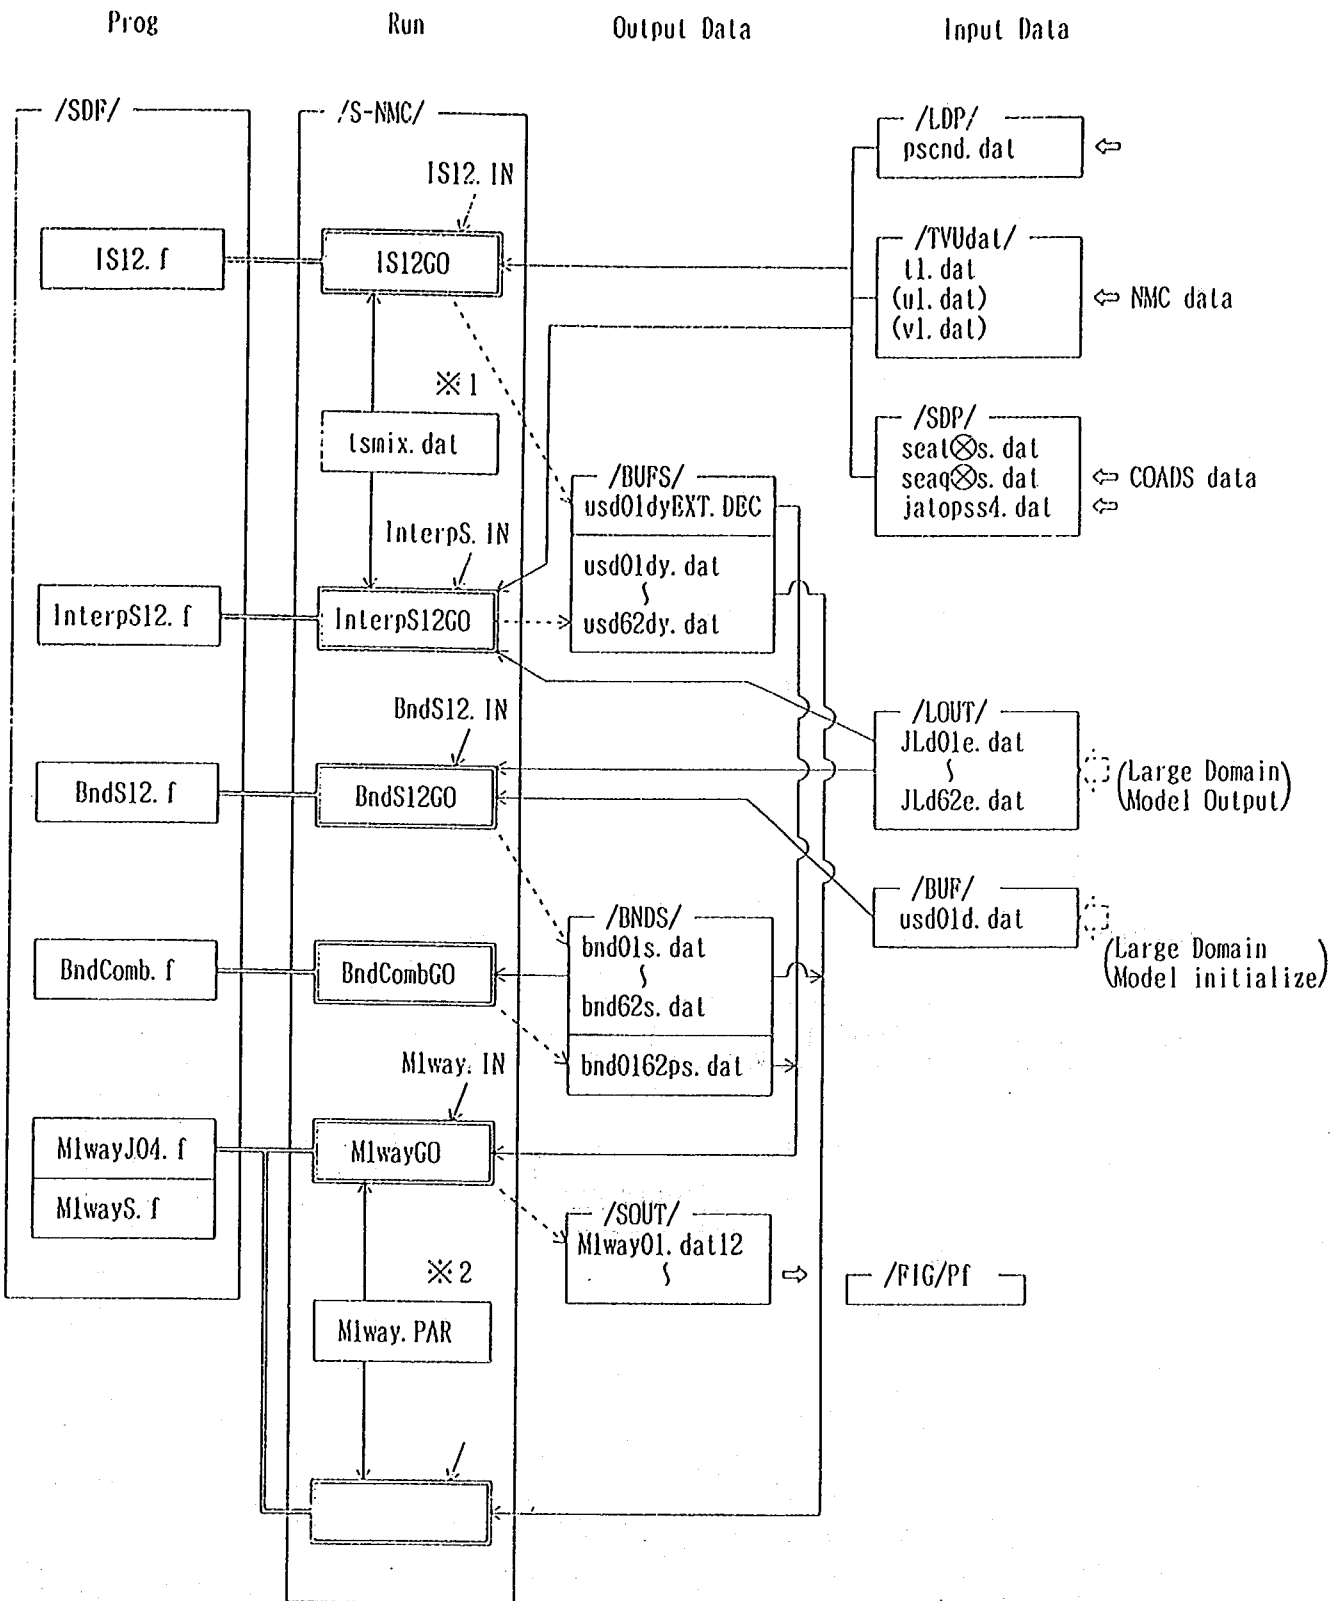 Prog
Run
Output Data
Input Data
/SDF/
/S-NMC/
/LDP/
pscnd.dat
IS12.IN
IS12.f
IS12GO
/TVUdat/
t1.dat
(u1.dat)
(v1.dat)
NMC data
※1
tsmix.dat
/SDP/
seat⊗s.dat
seaq⊗s.dat
jatopss4.dat
COADS data
/BUFS/
usd01dyEXT.DEC
usd01dy.dat
∫
usd62dy.dat
InterpS.IN
InterpS12.f
InterpS12GO
BndS12.IN
BndS12.f
BndS12GO
/LOUT/
JLd01e.dat
∫
JLd62e.dat
(Large Domain
Model Output)
/BUF/
usd01d.dat
(Large Domain
Model initialize)
BndComb.f
BndCombGO
/BNDS/
bnd01s.dat
∫
bnd62s.dat
bnd0162ps.dat
M1way.IN
M1wayJ04.f
M1wayS.f
M1wayGO
/SOUT/
M1way01.dat12
∫
/FIG/Pf
※2
M1way.PAR